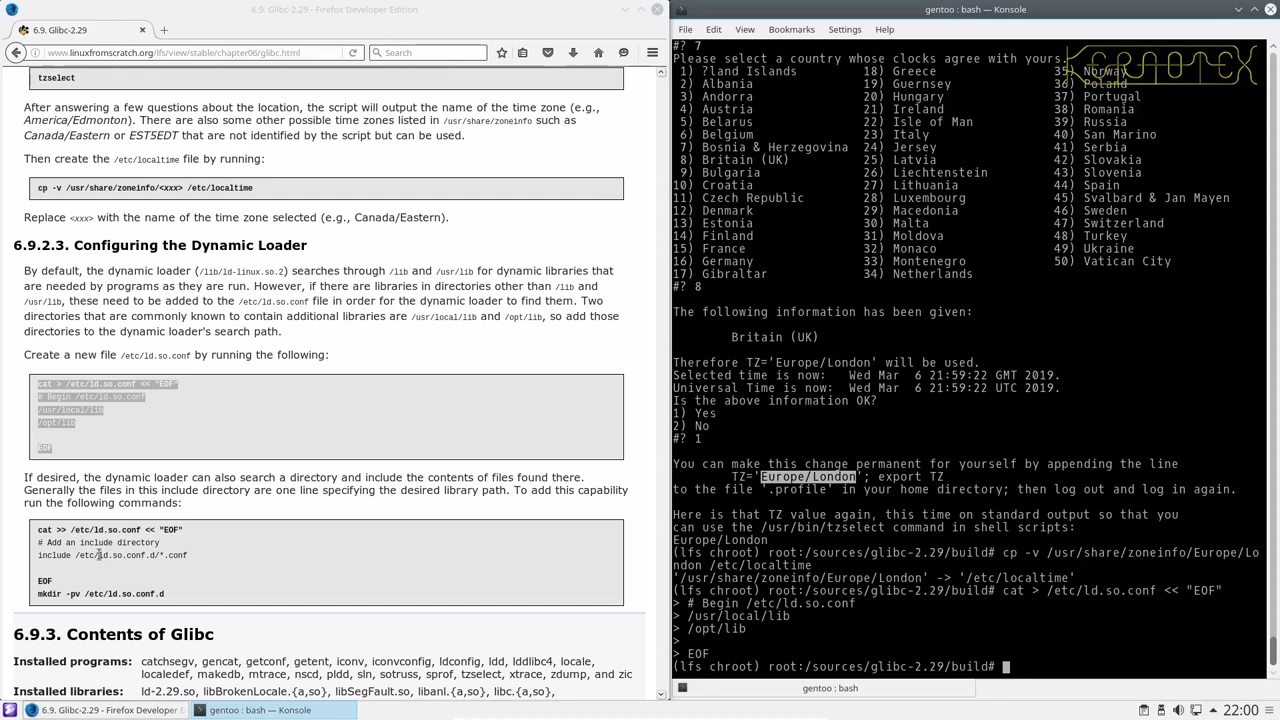 6.9. Glibc-2.29 - Firefox Developer Edition
6.9. Glibc-2.29
www.linuxfromscratch.org/lfs/view/stable/chapter06/glibc.html
Search
tzselect
After answering a few questions about the location, the script will output the name of the time zone (e.g.,
America/Edmonton). There are also some other possible time zones listed in /usr/share/zoneinfo such as
Canada/Eastern or EST5EDT that are not identified by the script but can be used.
Then create the /etc/localtime file by running:
cp -v /usr/share/zoneinfo/<xxx> /etc/localtime
Replace <xxx> with the name of the time zone selected (e.g., Canada/Eastern).
6.9.2.3. Configuring the Dynamic Loader
By default, the dynamic loader (/lib/ld-linux.so.2) searches through /lib and /usr/lib for dynamic libraries that
are needed by programs as they are run. However, if there are libraries in directories other than /lib and
/usr/lib, these need to be added to the /etc/ld.so.conf file in order for the dynamic loader to find them. Two
directories that are commonly known to contain additional libraries are /usr/local/lib and /opt/lib, so add those
directories to the dynamic loader's search path.
Create a new file /etc/ld.so.conf by running the following:
cat > /etc/ld.so.conf << "EOF"
# Begin /etc/ld.so.conf
/usr/local/lib
/opt/lib
EOF
If desired, the dynamic loader can also search a directory and include the contents of files found there.
Generally the files in this include directory are one line specifying the desired library path. To add this capability
run the following commands:
cat >> /etc/ld.so.conf << "EOF"
# Add an include directory
include /etc/ld.so.conf.d/*.conf
EOF
mkdir -pv /etc/ld.so.conf.d
6.9.3. Contents of Glibc
Installed programs: catchsegv, gencat, getconf, getent, iconv, iconvconfig, ldconfig, ldd, lddlibc4, locale,
localedef, makedb, mtrace, nscd, pldd, sln, sotruss, sprof, tzselect, xtrace, zdump, and zic
Installed libraries: ld-2.29.so, libBrokenLocale.{a,so}, libSegFault.so, libanl.{a,so}, libc.{a,so},
gentoo : bash — Konsole
File Edit View Bookmarks Settings Help
KERNOTEX
#? 7
Please select a country whose clocks agree with yours.
1) ?land Islands 18) Greece 35) Norway
2) Albania 19) Guernsey 36) Poland
3) Andorra 20) Hungary 37) Portugal
4) Austria 21) Ireland 38) Romania
5) Belarus 22) Isle of Man 39) Russia
6) Belgium 23) Italy 40) San Marino
7) Bosnia & Herzegovina 24) Jersey 41) Serbia
8) Britain (UK) 25) Latvia 42) Slovakia
9) Bulgaria 26) Liechtenstein 43) Slovenia
10) Croatia 27) Lithuania 44) Spain
11) Czech Republic 28) Luxembourg 45) Svalbard & Jan Mayen
12) Denmark 29) Macedonia 46) Sweden
13) Estonia 30) Malta 47) Switzerland
14) Finland 31) Moldova 48) Turkey
15) France 32) Monaco 49) Ukraine
16) Germany 33) Montenegro 50) Vatican City
17) Gibraltar 34) Netherlands
#? 8
The following information has been given:
Britain (UK)
Therefore TZ='Europe/London' will be used.
Selected time is now: Wed Mar 6 21:59:22 GMT 2019.
Universal Time is now: Wed Mar 6 21:59:22 UTC 2019.
Is the above information OK?
1) Yes
2) No
#? 1
You can make this change permanent for yourself by appending the line
TZ='Europe/London'; export TZ
to the file '.profile' in your home directory; then log out and log in again.
Here is that TZ value again, this time on standard output so that you
can use the /usr/bin/tzselect command in shell scripts:
Europe/London
(lfs chroot) root:/sources/glibc-2.29/build# cp -v /usr/share/zoneinfo/Europe/Lo
ndon /etc/localtime
'/usr/share/zoneinfo/Europe/London' -> '/etc/localtime'
(lfs chroot) root:/sources/glibc-2.29/build# cat > /etc/ld.so.conf << "EOF"
> # Begin /etc/ld.so.conf
> /usr/local/lib
> /opt/lib
>
> EOF
(lfs chroot) root:/sources/glibc-2.29/build#
gentoo : bash
6.9. Glibc-2.29 - Firefox Developer E
gentoo : bash — Konsole
22:00